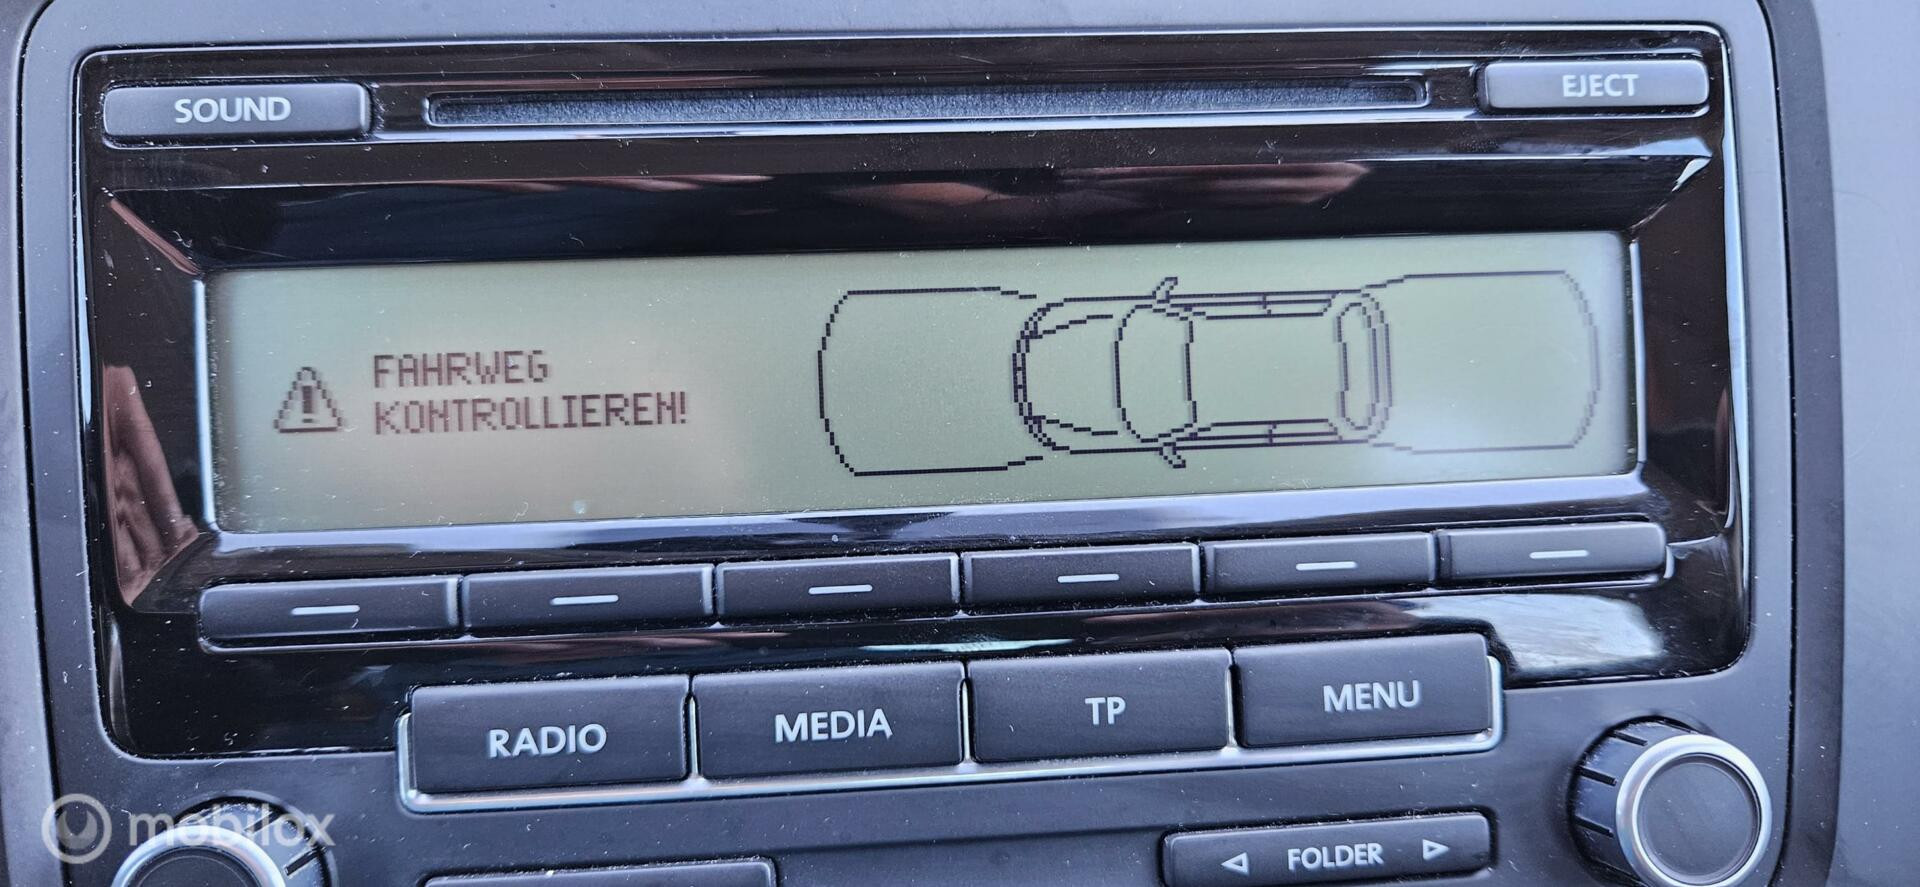 SOUND
EJECT
FAHRWEG
KONTROLLIEREN!
RADIO
MEDIA
TP
MENU
FOLDER
mobilox